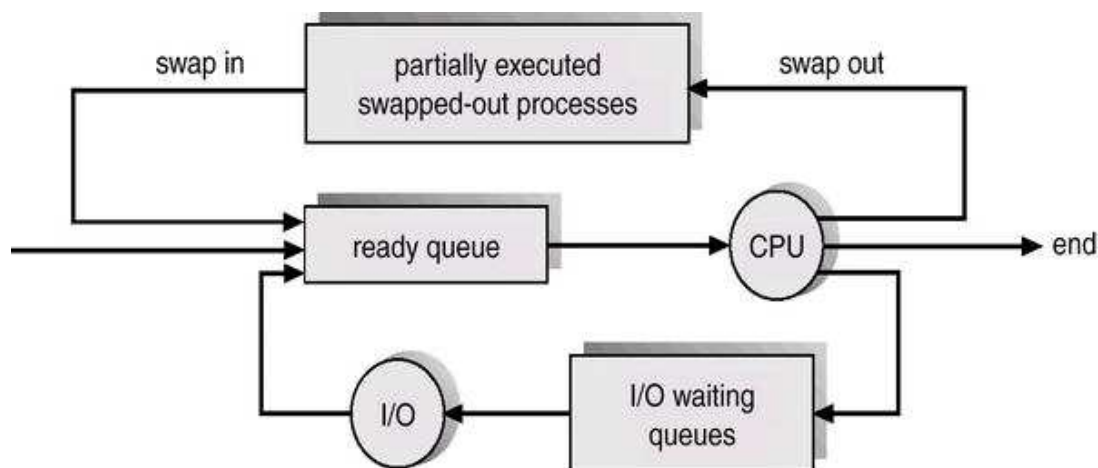 swap in
partially executed
swapped-out processes
swap out
ready queue
CPU
end
I/O
I/O waiting
queues